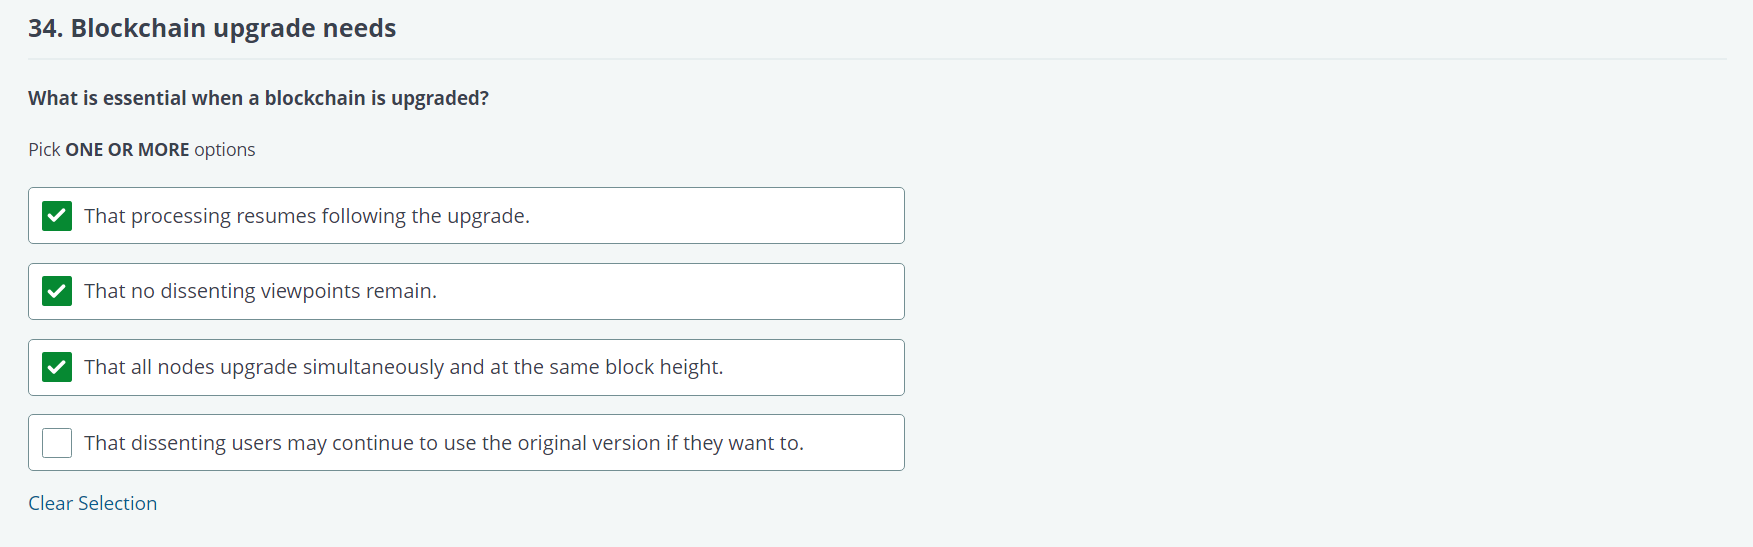 34. Blockchain upgrade needs
What is essential when a blockchain is upgraded?
Pick ONE OR MORE options
That processing resumes following the upgrade.
That no dissenting viewpoints remain.
That all nodes upgrade simultaneously and at the same block height.
That dissenting users may continue to use the original version if they want to.
Clear Selection